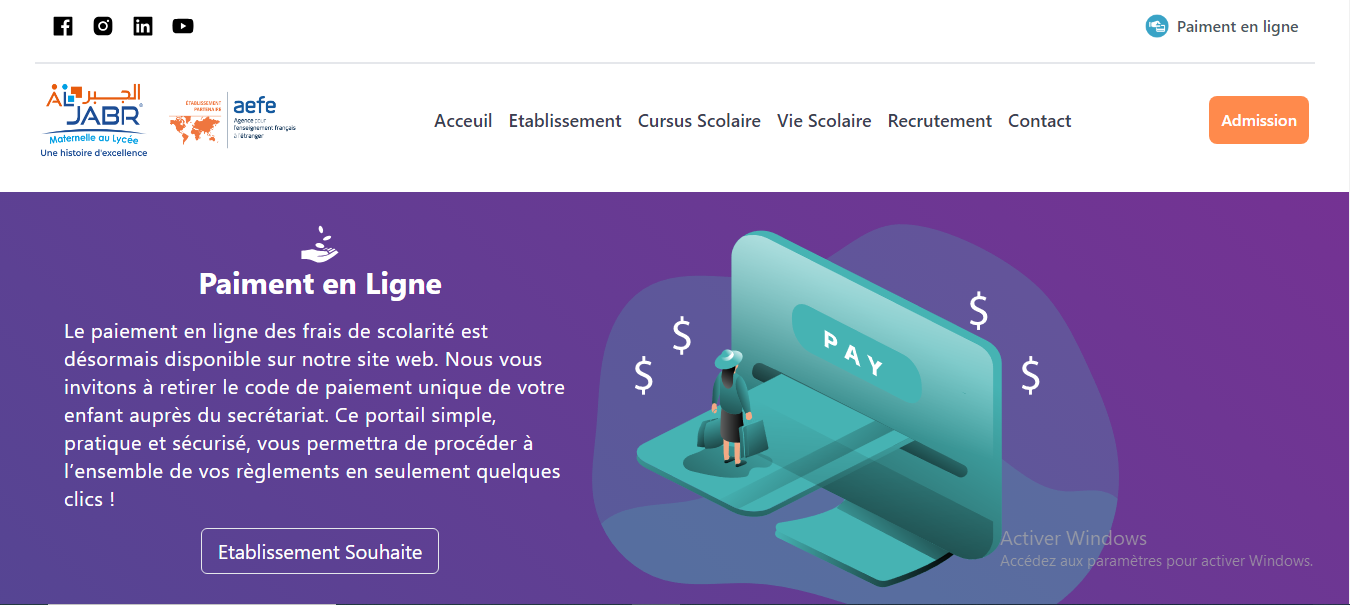 Paiment en ligne
الجبر
AL JABR
Maternelle au Lycée
Une histoire d'excellence
ÉTABLISSEMENT
PARTENAIRE
aefe
Agence pour
l'enseignement français
à l'étranger
Acceuil Etablissement Cursus Scolaire Vie Scolaire Recrutement Contact
Admission
Paiment en Ligne
Le paiement en ligne des frais de scolarité est
désormais disponible sur notre site web. Nous vous
invitons à retirer le code de paiement unique de votre
enfant auprès du secrétariat. Ce portail simple,
pratique et sécurisé, vous permettra de procéder à
l’ensemble de vos règlements en seulement quelques
clics !
Etablissement Souhaite
$ $ $ $
PAY
Activer Windows
Accédez aux paramètres pour activer Windows.